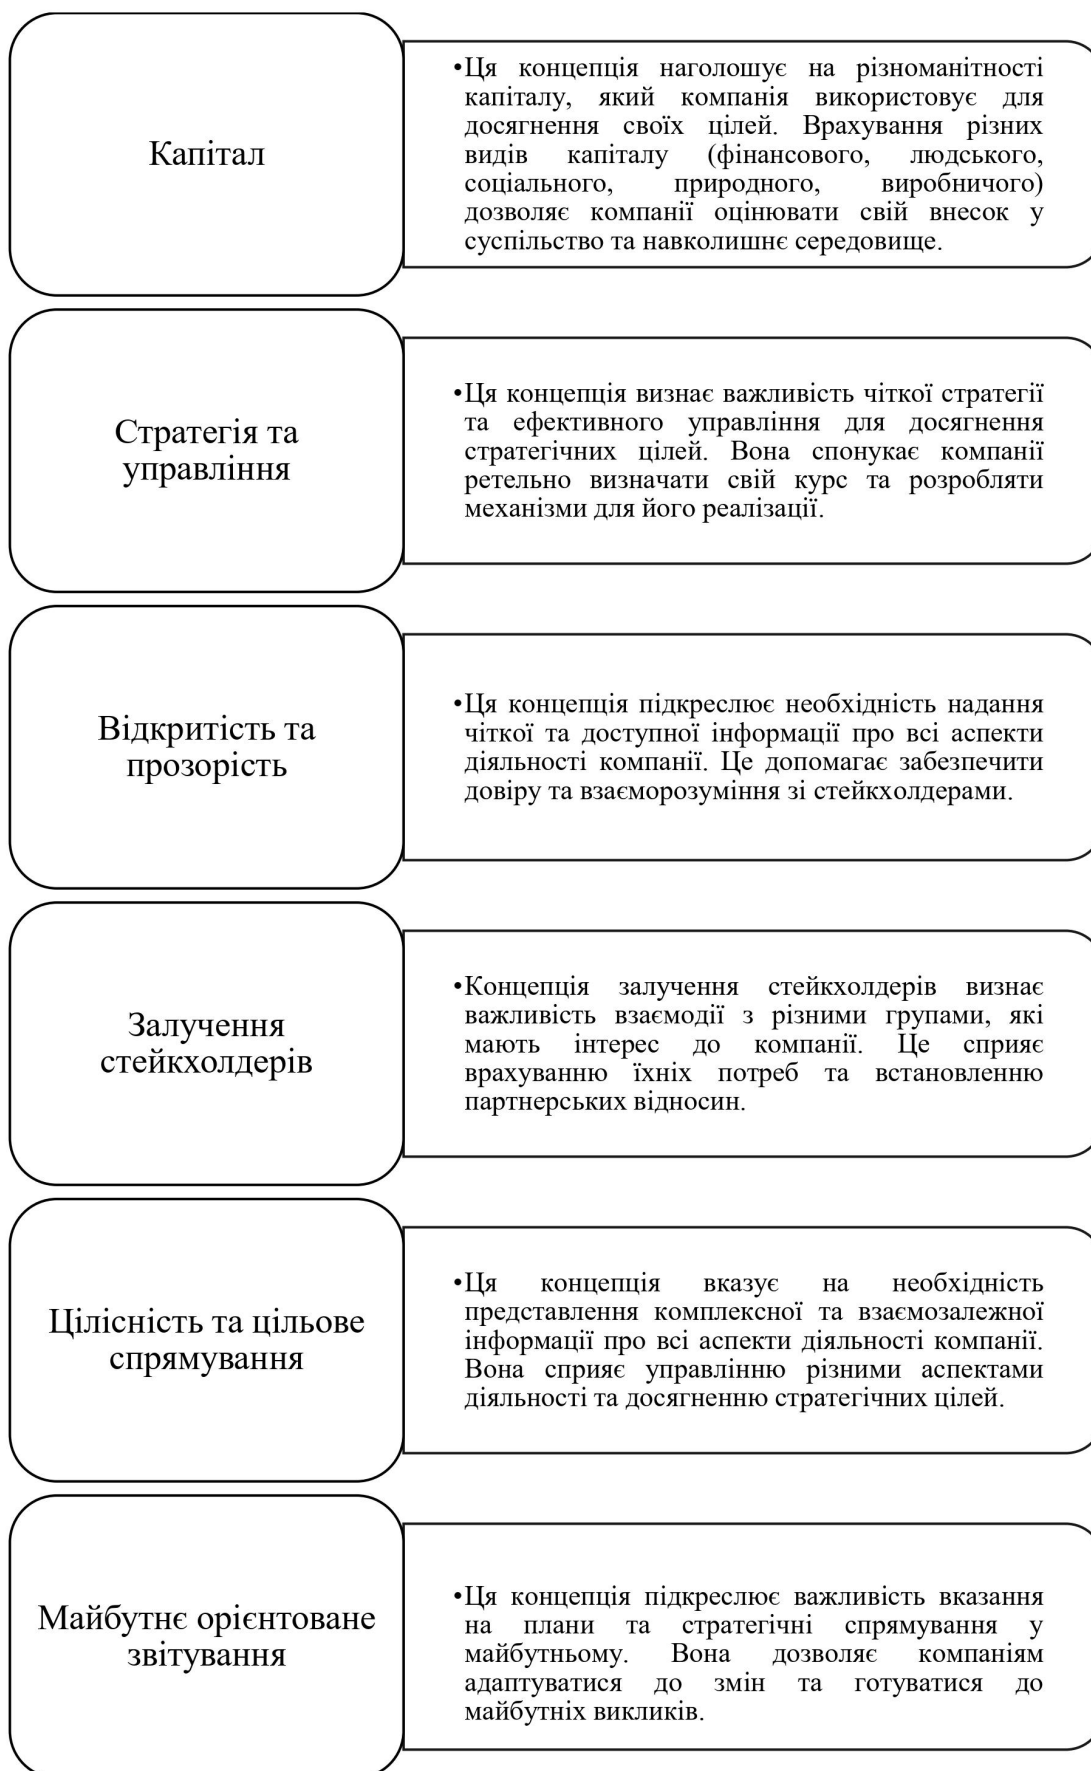 Капітал
•Ця концепція наголошує на різноманітності
капіталу, який компанія використовує для
досягнення своїх цілей. Врахування різних
видів капіталу (фінансового, людського,
соціального, природного, виробничого)
дозволяє компанії оцінювати свій внесок у
суспільство та навколишнє середовище.
Стратегія та
управління
•Ця концепція визнає важливість чіткої стратегії
та ефективного управління для досягнення
стратегічних цілей. Вона спонукає компанії
ретельно визначати свій курс та розробляти
механізми для його реалізації.
Відкритість та
прозорість
•Ця концепція підкреслює необхідність надання
чіткої та доступної інформації про всі аспекти
діяльності компанії. Це допомагає забезпечити
довіру та взаєморозуміння зі стейкхолдерами.
Залучення
стейкхолдерів
•Концепція залучення стейкхолдерів визнає
важливість взаємодії з різними групами, які
мають інтерес до компанії. Це сприяє
врахуванню їхніх потреб та встановленню
партнерських відносин.
Цілісність та цільове
спрямування
•Ця концепція вказує на необхідність
представлення комплексної та взаємозалежної
інформації про всі аспекти діяльності компанії.
Вона сприяє управлінню різними аспектами
діяльності та досягненню стратегічних цілей.
Майбутнє орієнтоване
звітування
•Ця концепція підкреслює важливість вказання
на плани та стратегічні спрямування у
майбутньому. Вона дозволяє компаніям
адаптуватися до змін та готуватися до
майбутніх викликів.